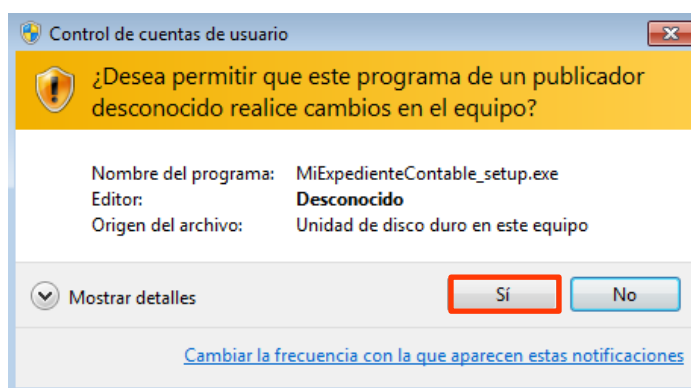 Control de cuentas de usuario
¿Desea permitir que este programa de un publicador
desconocido realice cambios en el equipo?
Nombre del programa: MiExpedienteContable_setup.exe
Editor: Desconocido
Origen del archivo: Unidad de disco duro en este equipo
Mostrar detalles Sí No
Cambiar la frecuencia con la que aparecen estas notificaciones